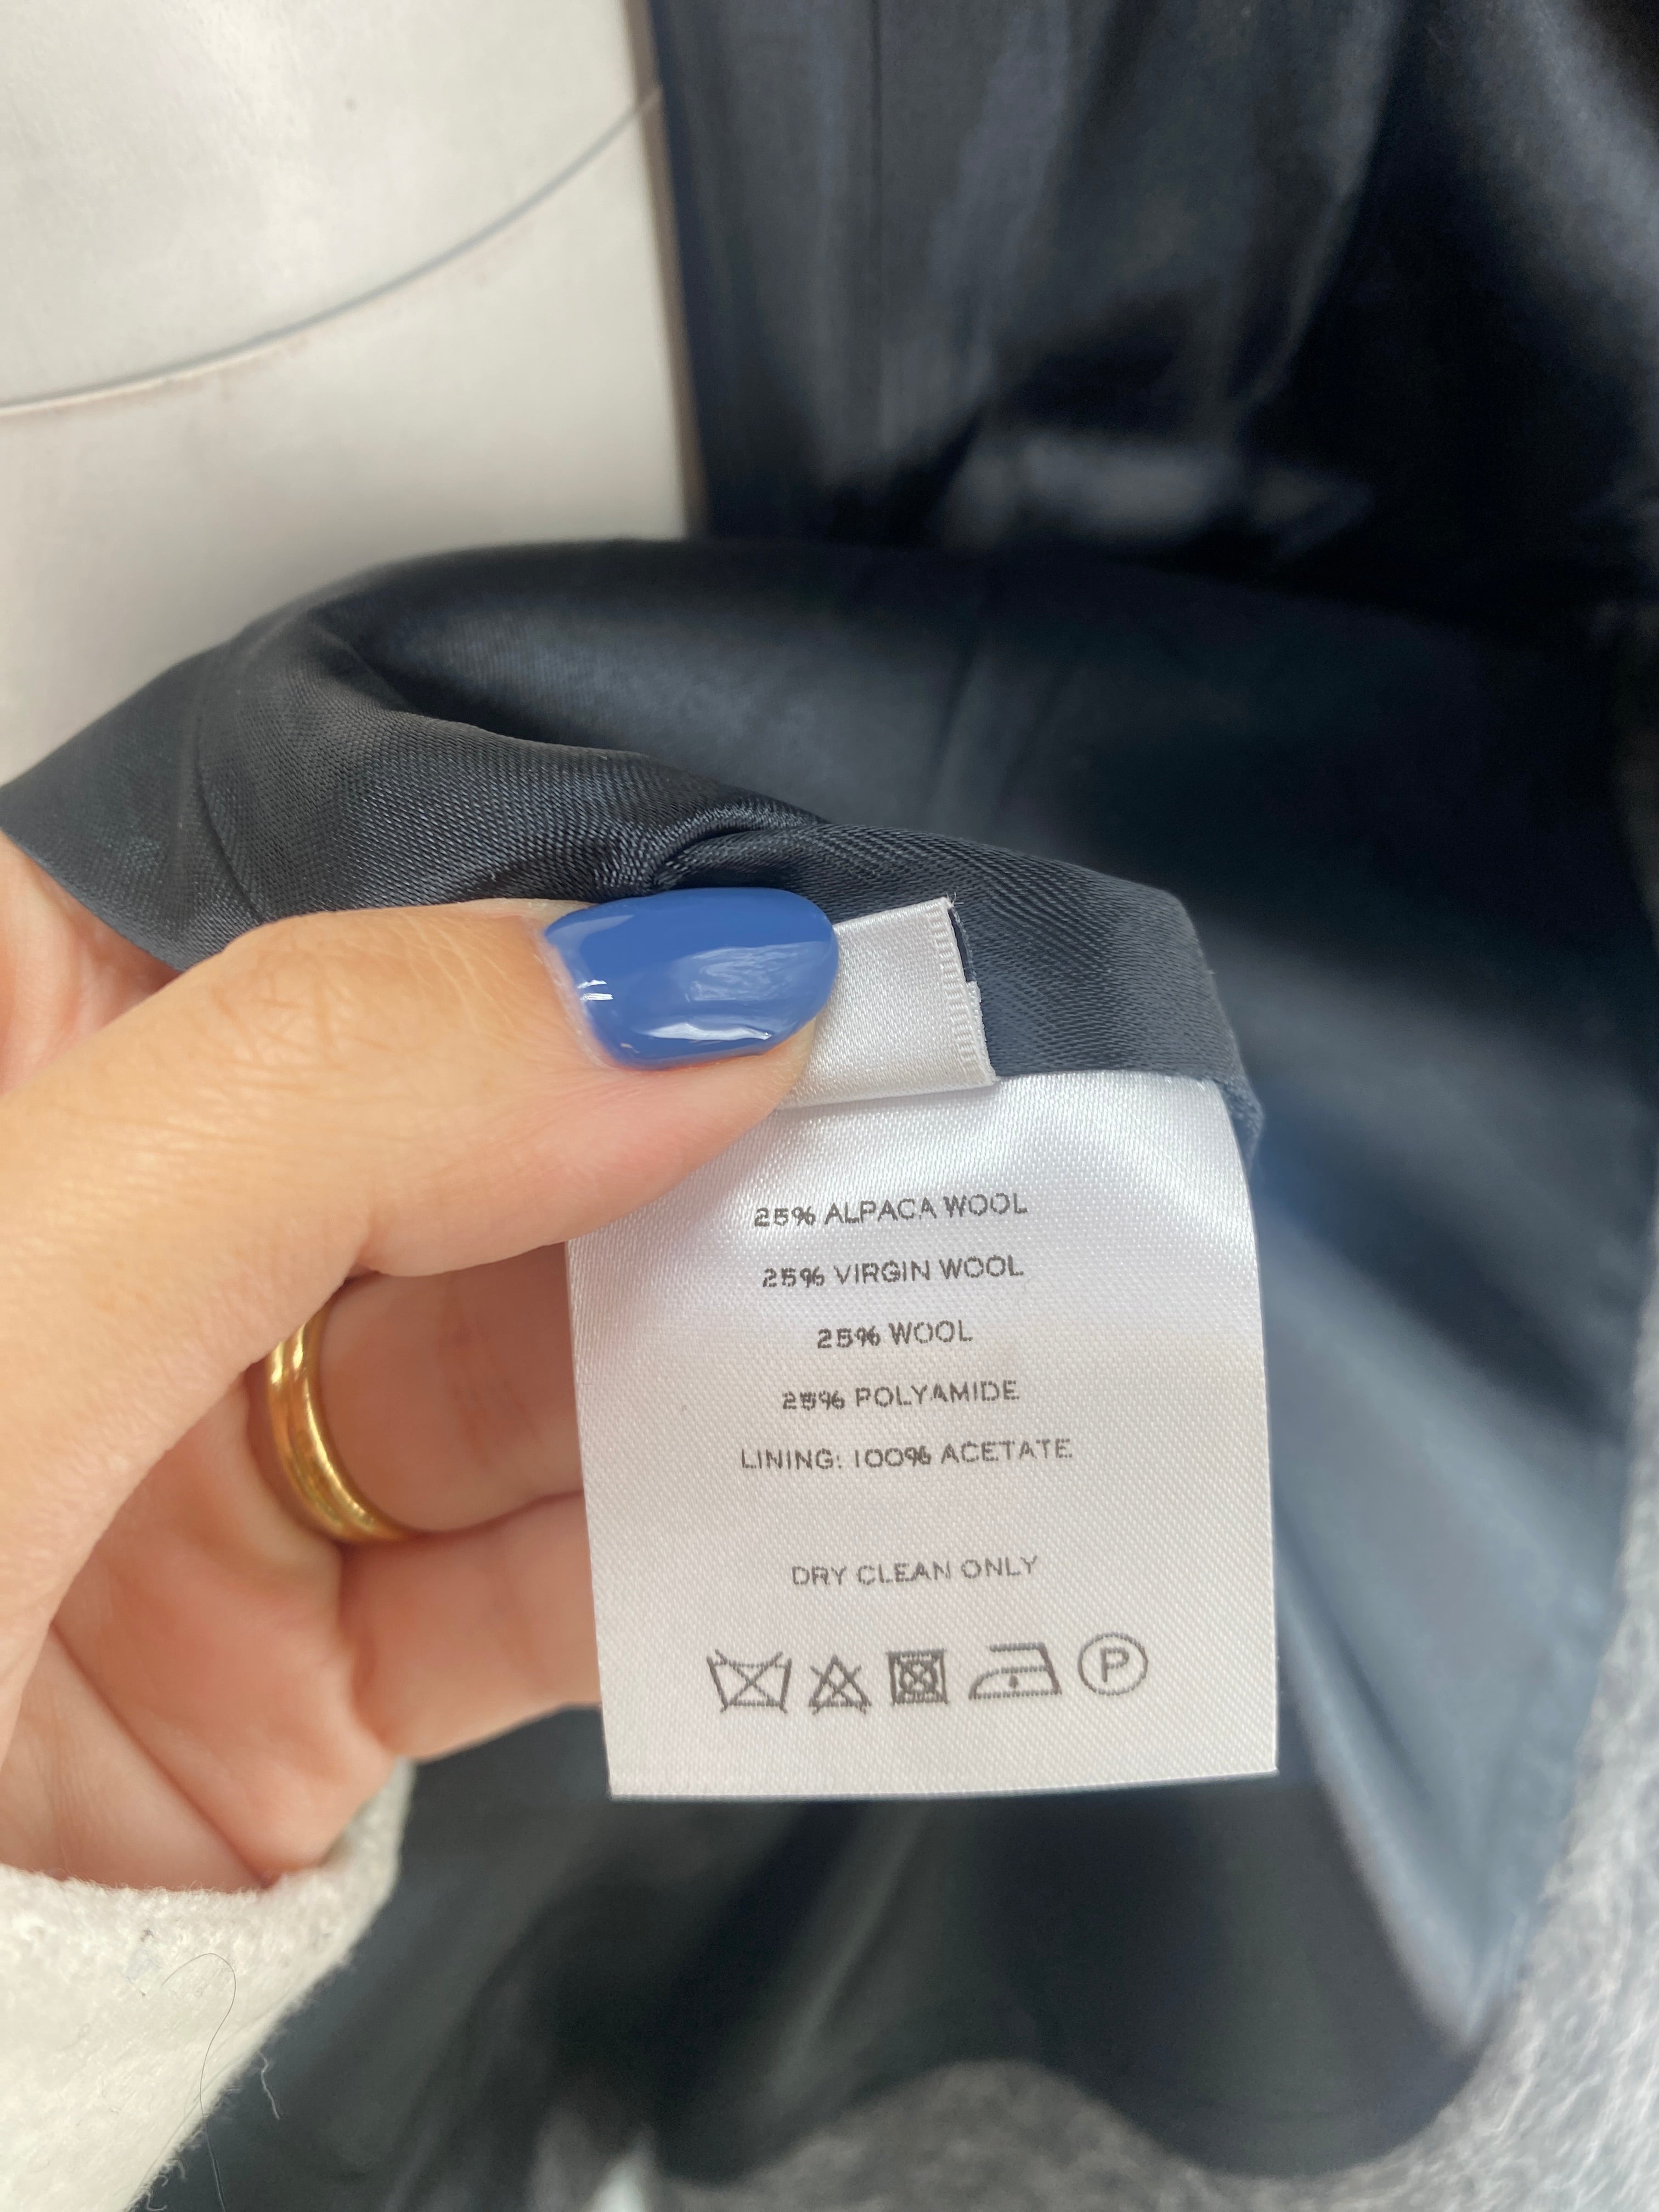 25% ALPACA WOOL
25% VIRGIN WOOL
25% WOOL
25% POLYAMIDE
LINING: 100% ACETATE
DRY CLEAN ONLY
P